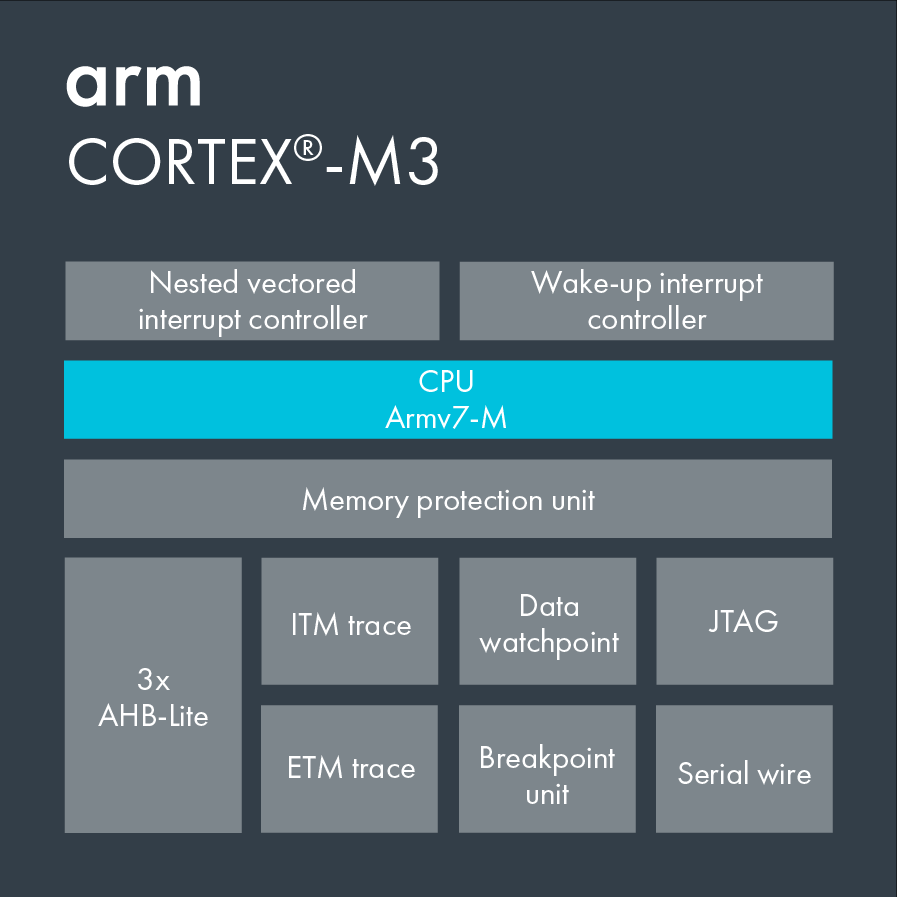 arm
CORTEX®-M3
Nested vectored
interrupt controller
Wake-up interrupt
controller
CPU
Armv7-M
Memory protection unit
3x
AHB-Lite
ITM trace
Data
watchpoint
JTAG
ETM trace
Breakpoint
unit
Serial wire